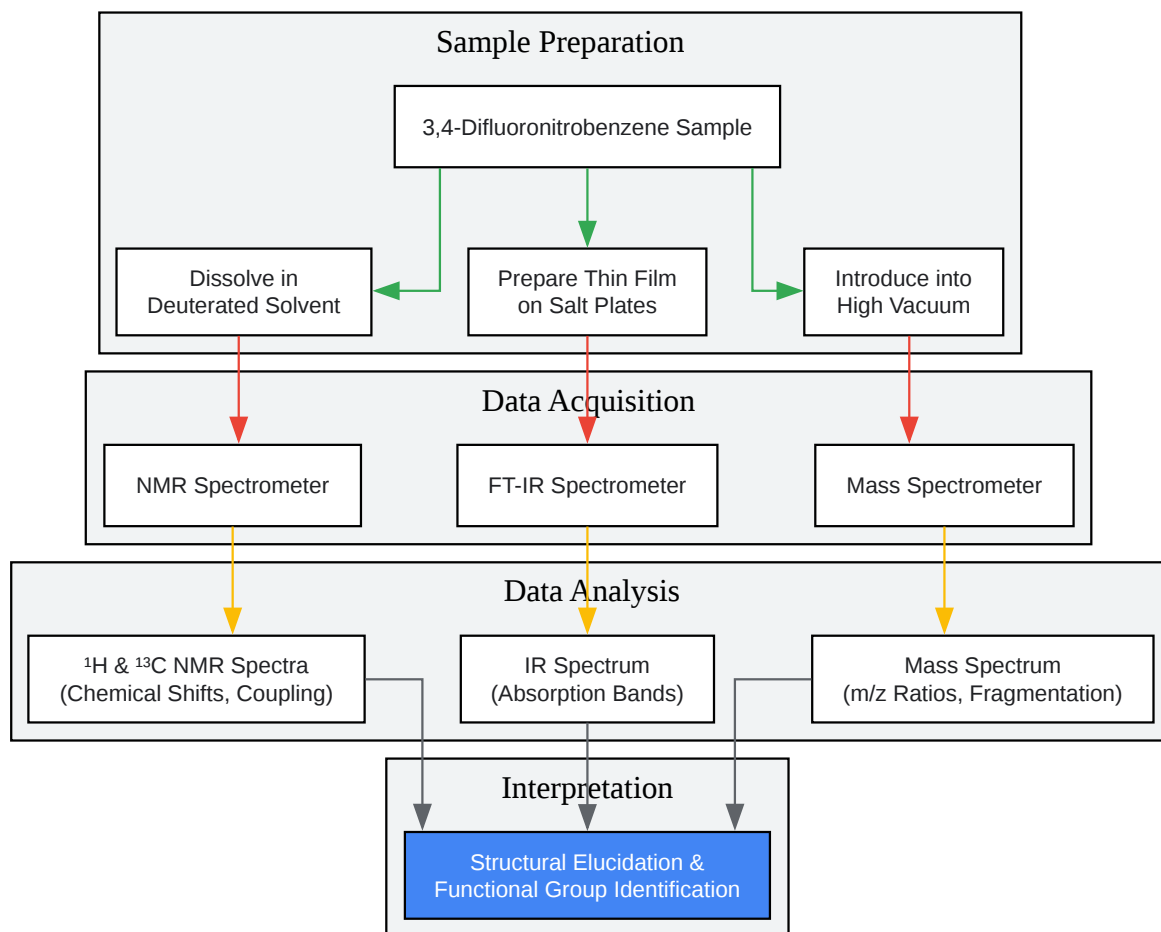 Sample Preparation
3,4-Difluoronitrobenzene Sample
Dissolve in
Deuterated Solvent
Prepare Thin Film
on Salt Plates
Introduce into
High Vacuum
Data Acquisition
NMR Spectrometer
FT-IR Spectrometer
Mass Spectrometer
Data Analysis
¹H & ¹³C NMR Spectra
(Chemical Shifts, Coupling)
IR Spectrum
(Absorption Bands)
Mass Spectrum
(m/z Ratios, Fragmentation)
Interpretation
Structural Elucidation &
Functional Group Identification